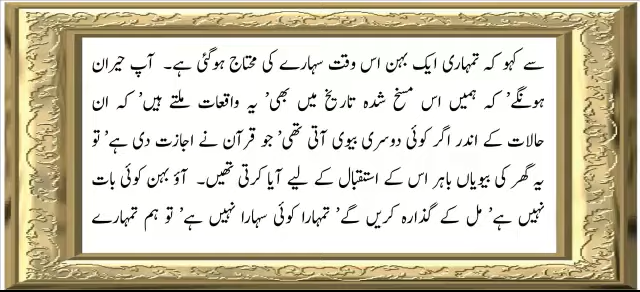 سے کہو کہ تمہاری ایک بہن اس وقت سہارے کی محتاج ہوگئی ہے۔ آپ حیران
ہونگے’ کہ ہمیں اس مسخ شدہ تاریخ میں بھی’ یہ واقعات ملتے ہیں’ کہ ان
حالات کے اندر اگر کوئی دوسری بیوی آتی تھی’ جو قرآن نے اجازت دی ہے’ تو
یہ گھر کی بیویاں باہر اس کے استقبال کے لیے آیا کرتی تھیں۔ آؤ بہن کوئی بات
نہیں ہے’ مل کے گذارہ کریں گے’ تمہارا کوئی سہارا نہیں ہے’ تو ہم تمہارے